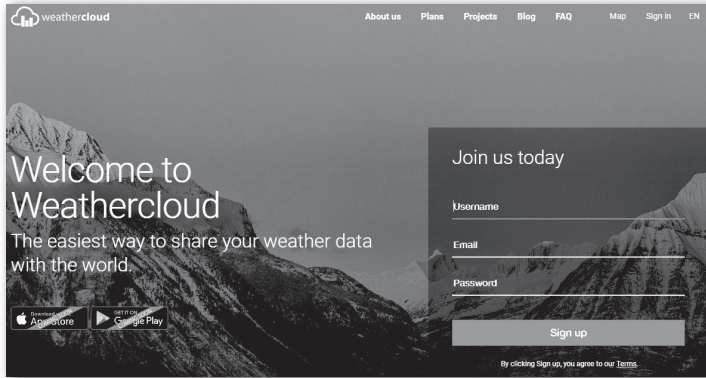 weathercloud
About us Plans Projects Blog FAQ Map Sign in EN
Welcome to
Weathercloud
The easiest way to share your weather data
with the world.
Download on the
App Store
GET IT ON
Google Play
Join us today
Username
Email
Password
Sign up
By clicking Sign up, you agree to our Terms.